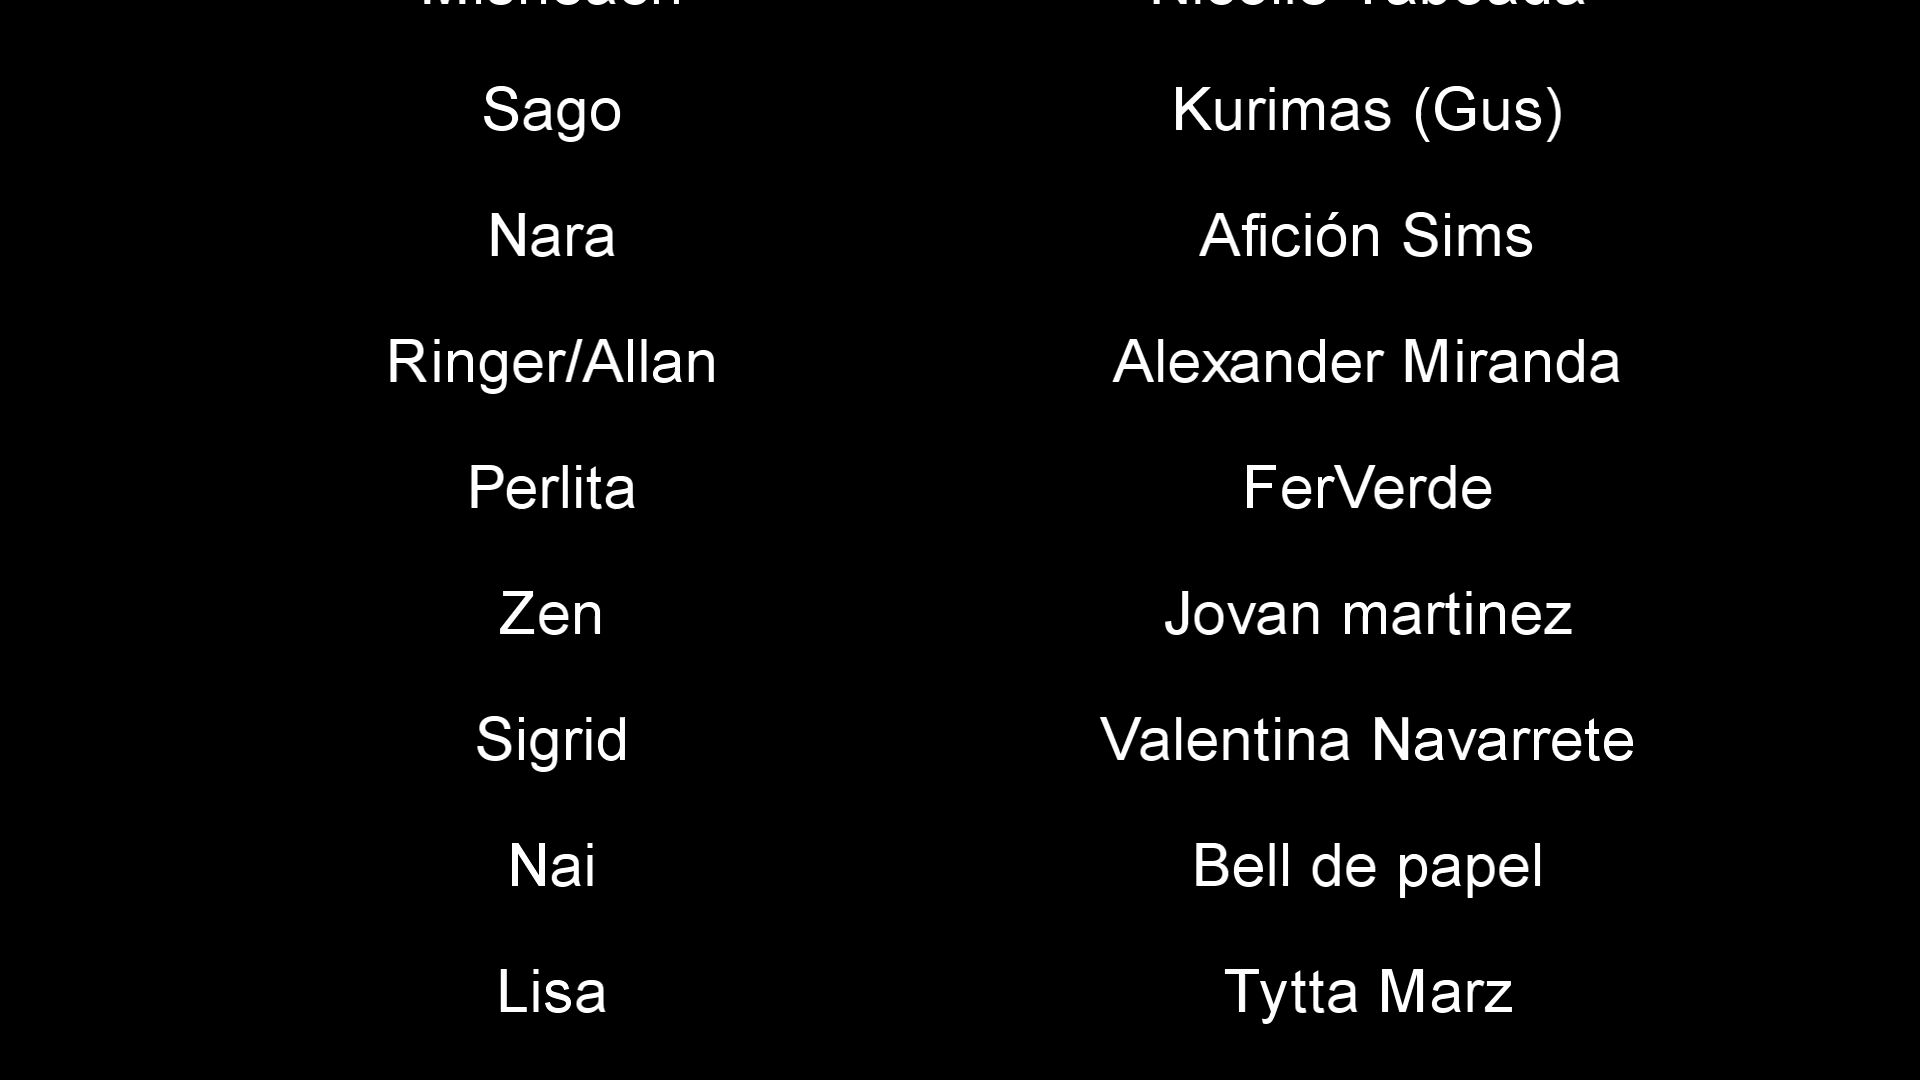 Sago Kurimas (Gus)
Nara Afición Sims
Ringer/Allan Alexander Miranda
Perlita FerVerde
Zen Jovan martinez
Sigrid Valentina Navarrete
Nai Bell de papel
Lisa Tytta Marz